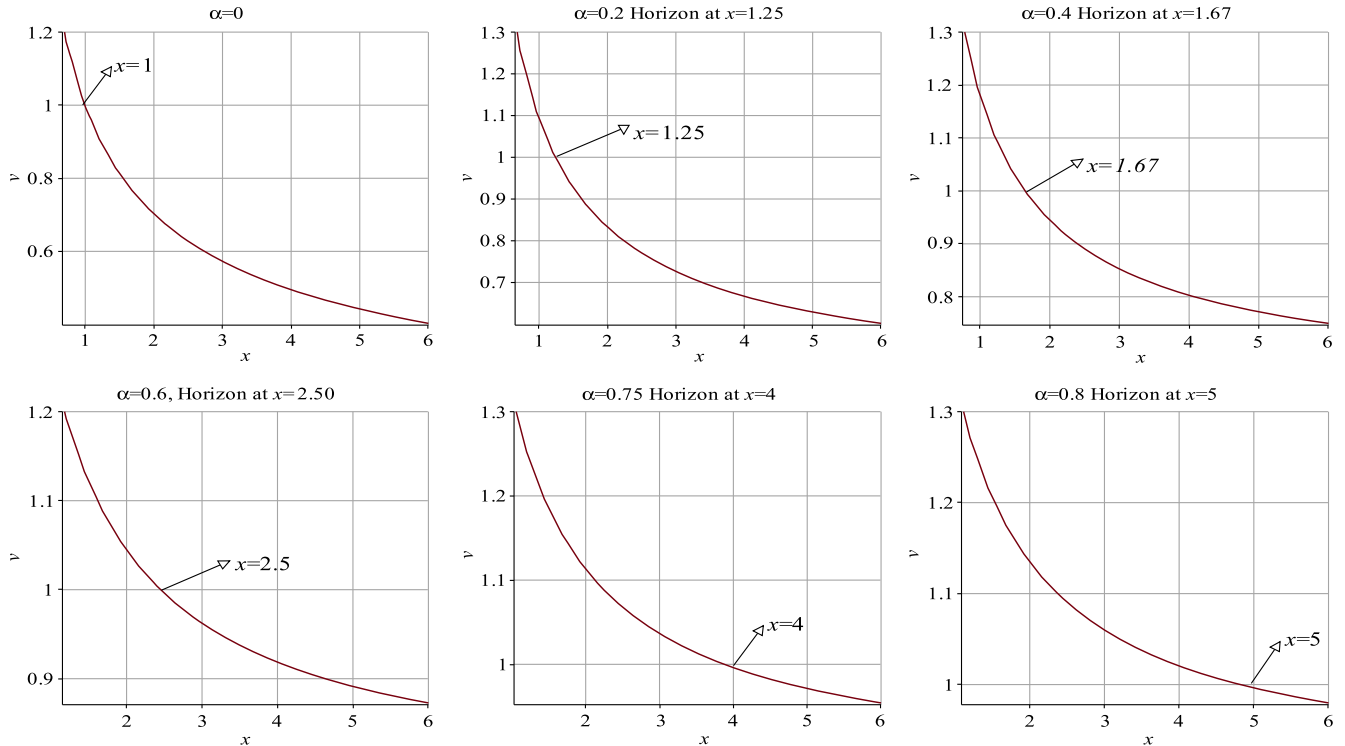 α=0
1.2
1
0.8
0.6
v
x=1
1 2 3 4 5 6
x
α=0.2 Horizon at x=1.25
1.3
1.2
1.1
1
0.9
0.8
0.7
v
x=1.25
1 2 3 4 5 6
x
α=0.4 Horizon at x=1.67
1.3
1.2
1.1
1
0.9
0.8
v
x=1.67
1 2 3 4 5 6
x
α=0.6, Horizon at x=2.50
1.2
1.1
1
0.9
v
x=2.5
2 3 4 5 6
x
α=0.75 Horizon at x=4
1.3
1.2
1.1
1
v
x=4
2 3 4 5 6
x
α=0.8 Horizon at x=5
1.3
1.2
1.1
1
v
x=5
2 3 4 5 6
x